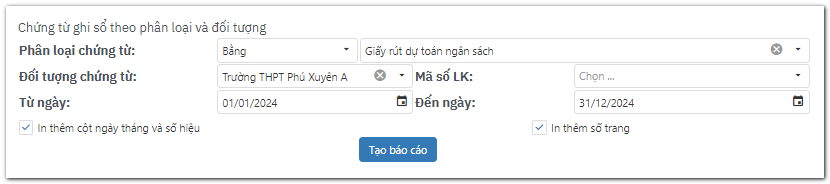 Chứng từ ghi sổ theo phân loại và đối tượng
Phân loại chứng từ: Bằng Giấy rút dự toán ngân sách
Đối tượng chứng từ: Trường THPT Phú Xuyên A Mã số LK: Chọn ...
Từ ngày: 01/01/2024 Đến ngày: 31/12/2024
In thêm cột ngày tháng và số hiệu In thêm số trang
Tạo báo cáo